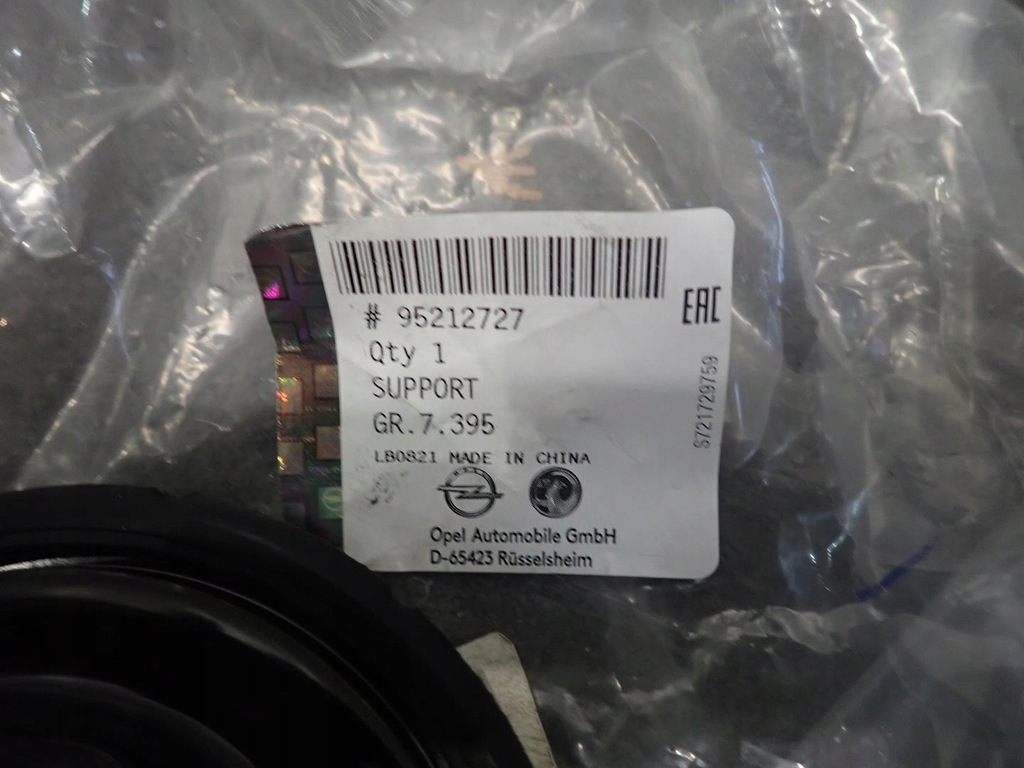 # 95212727
EAC
Qty 1
SUPPORT
GR.7.395
S721729759
LB0821 MADE IN CHINA
Opel Automobile GmbH
D-65423 Rüsselsheim